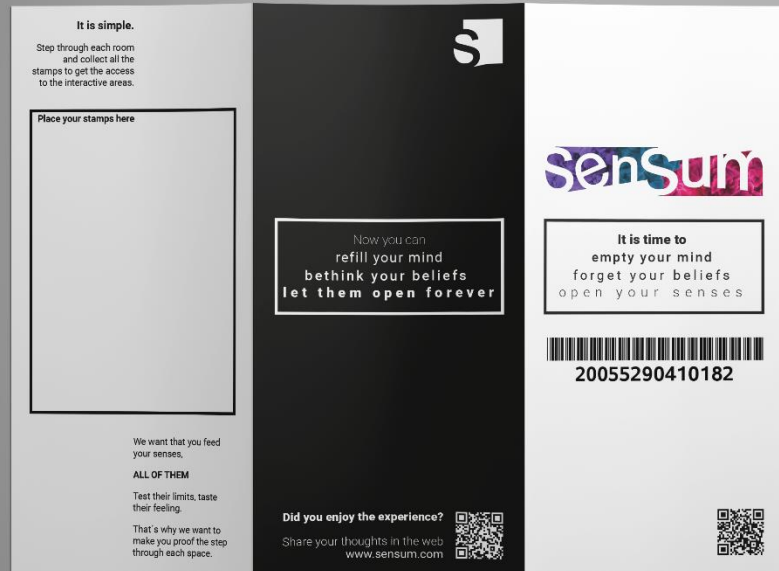 It is simple.
Step through each room
and collect all the
stamps to get the access
to the interactive areas.
Place your stamps here
We want that you feed
your senses,
ALL OF THEM
Test their limits, taste
their feeling.
That´s why we want to
make you proof the step
through each space.
S
Now you can
refill your mind
bethink your beliefs
let them open forever
Did you enjoy the experience?
Share your thoughts in the web
www.sensum.com
SenSum
It is time to
empty your mind
forget your beliefs
open your senses
20055290410182